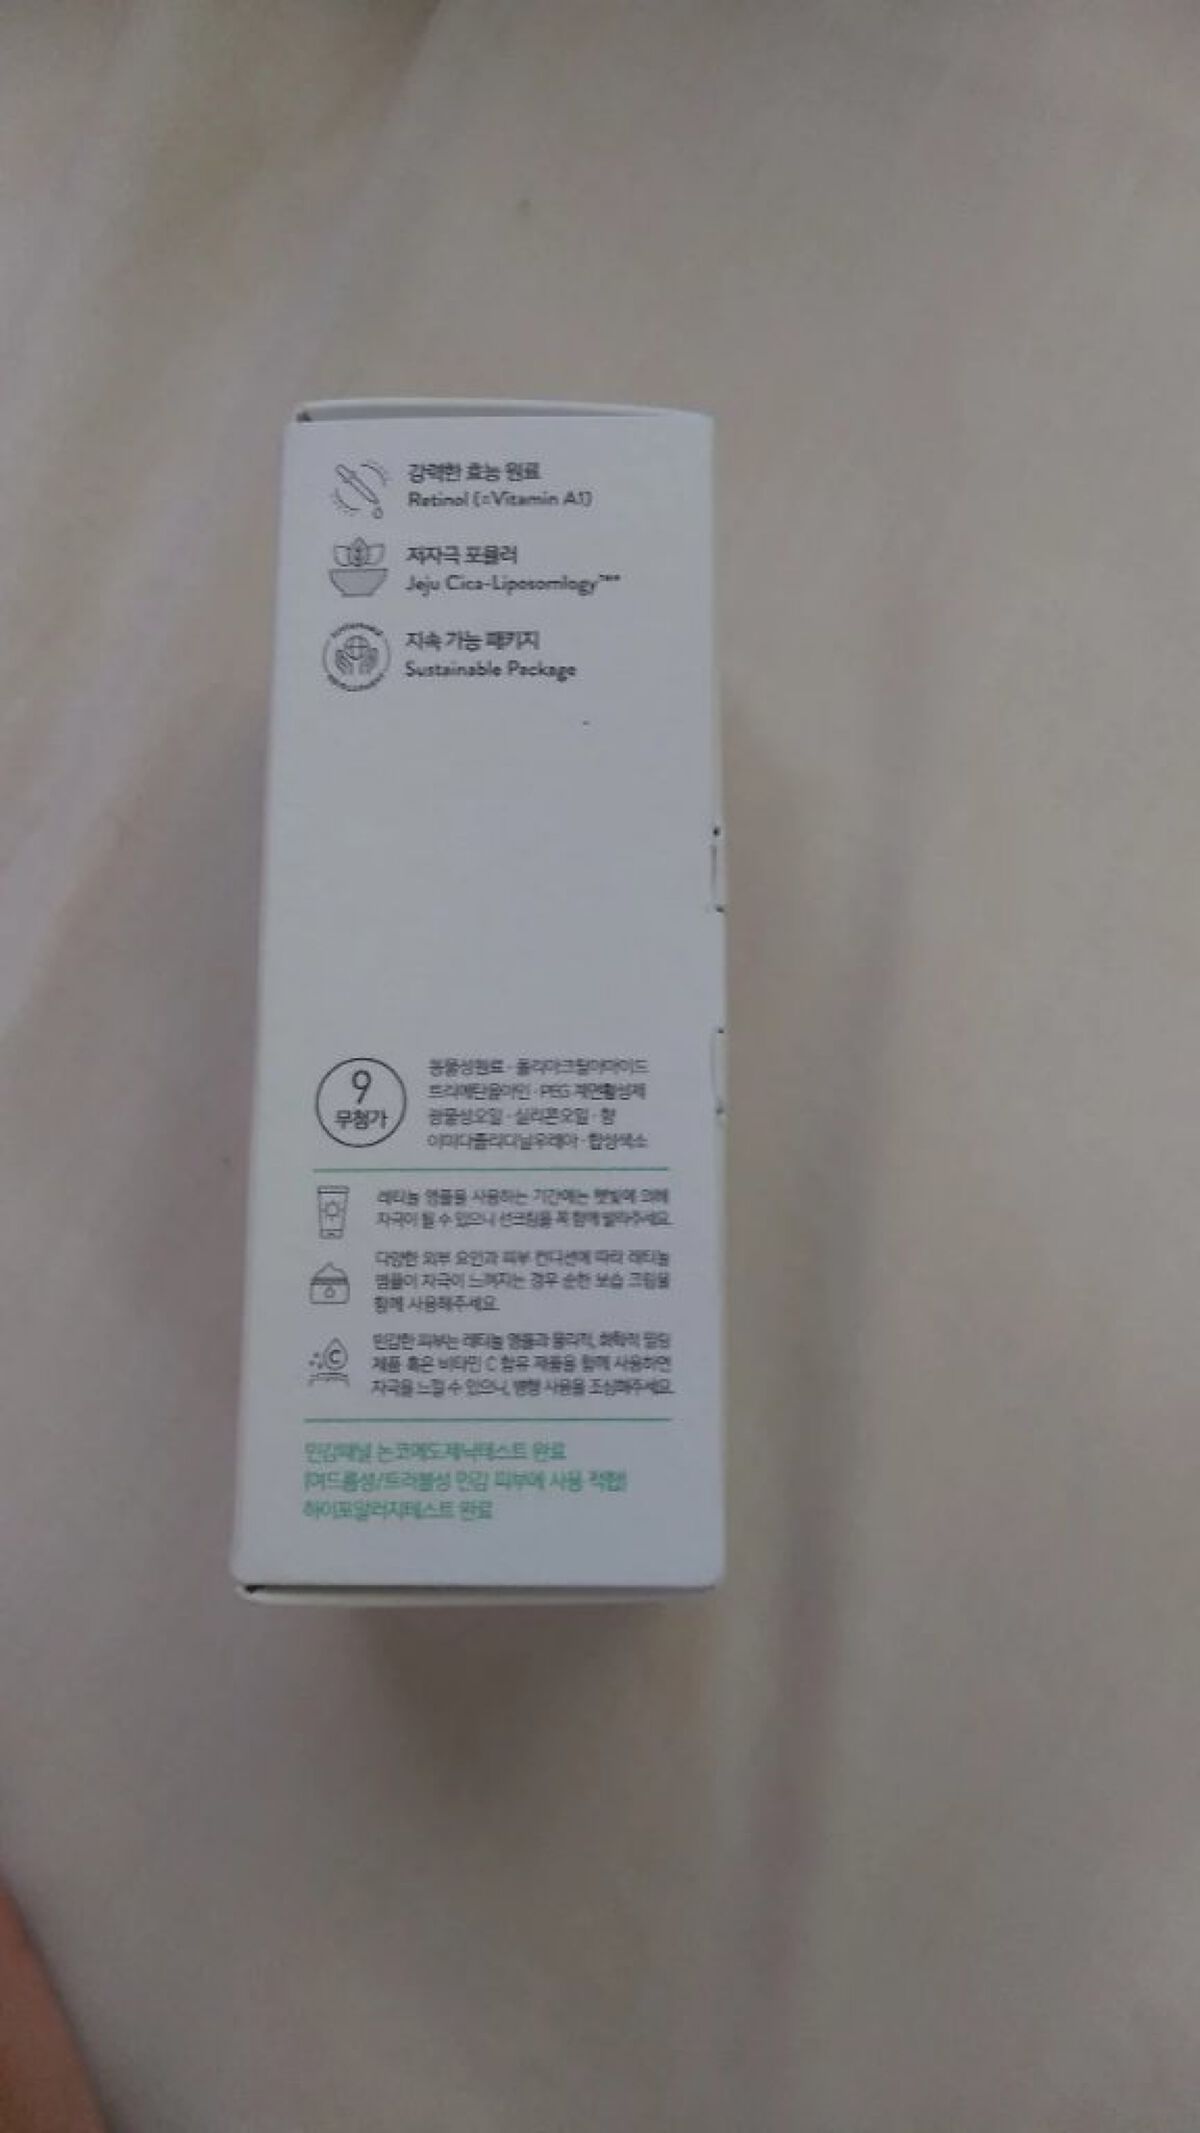 강력한 효능 원료
Retinol (=Vitamin A1)
저자극 포뮬러
Jeju Cica-Liposomlogy
지속 가능 패키지
Sustainable Package
9
무첨가
동물성원료 · 폴리아크릴아마이드
트리에탄올아민 · PEG 계면활성제
광물성오일 · 실리콘오일 · 향
이미다졸리디닐우레아 · 합성색소
레티놀 앰플을 사용하는 기간에는 햇빛에 의해
자극이 될 수 있으니 선크림을 꼭 함께 발라주세요.
다양한 외부 요인과 피부 컨디션에 따라 레티놀
앰플이 자극이 느껴지는 경우 순한 보습 크림을
함께 사용해주세요.
C
민감한 피부는 레티놀 앰플과 물리적, 화학적 필링
제품 혹은 비타민 C 함유 제품을 함께 사용하면
자극을 느낄 수 있으니, 병행 사용을 조심해주세요.
민감패널 논코메도제닉테스트 완료
(여드름성/트러블성 민감 피부에 사용 적합)
하이포알러지테스트 완료